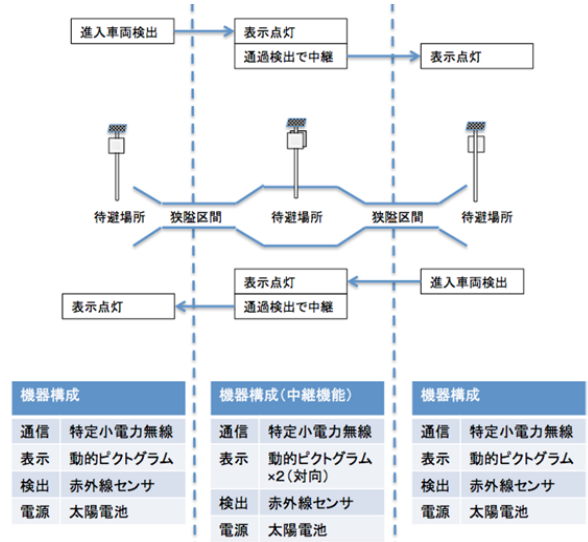 進入車両検出
表示点灯
通過検出で中継
表示点灯
待避場所
狭隘区間
待避場所
狭隘区間
待避場所
表示点灯
通過検出で中継
進入車両検出
表示点灯
機器構成
通信 特定小電力無線
表示 動的ピクトグラム
検出 赤外線センサ
電源 太陽電池
機器構成(中継機能)
通信 特定小電力無線
表示 動的ピクトグラム
×2(対向)
検出 赤外線センサ
電源 太陽電池
機器構成
通信 特定小電力無線
表示 動的ピクトグラム
検出 赤外線センサ
電源 太陽電池